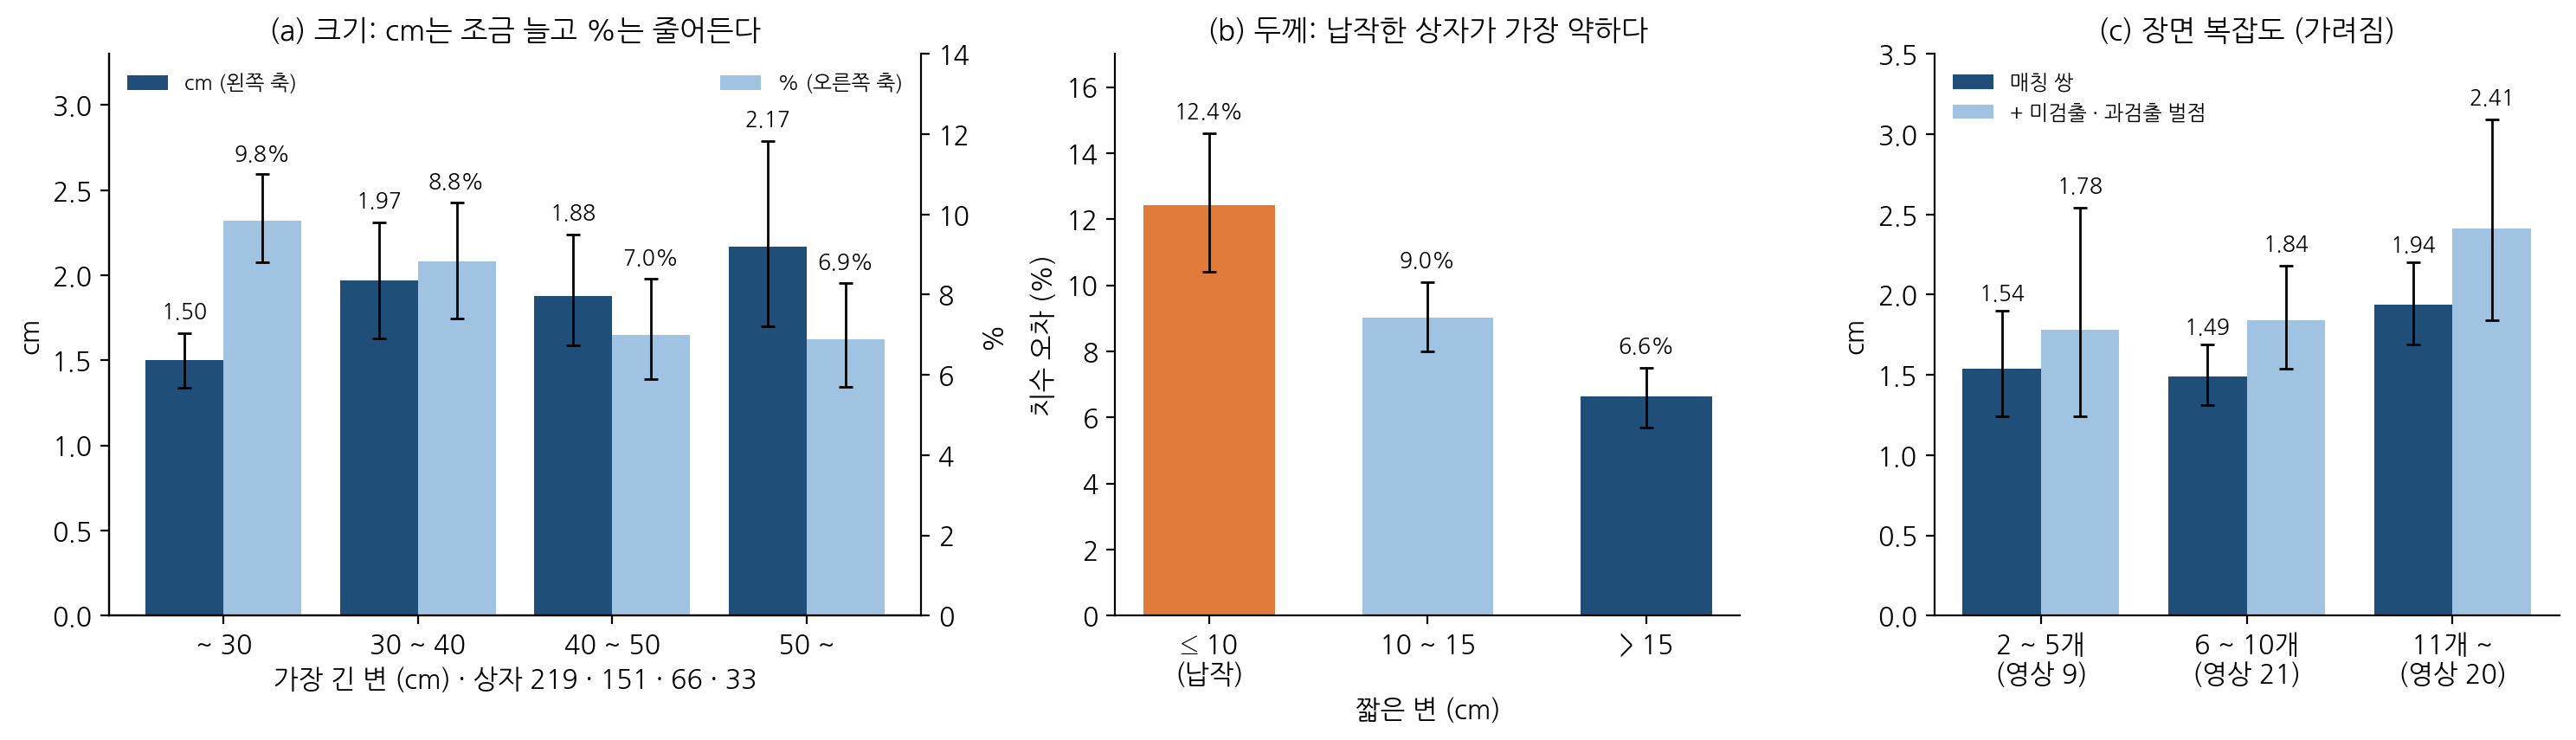 (a) 크기: cm는 조금 늘고 %는 줄어든다
cm (왼쪽 축)
% (오른쪽 축)
cm
3.0
2.5
2.0
1.5
1.0
0.5
0.0
1.50
9.8%
1.97
8.8%
1.88
7.0%
2.17
6.9%
14
12
10
8
6
4
2
0
%
~ 30
30 ~ 40
40 ~ 50
50 ~
가장 긴 변 (cm) · 상자 219 · 151 · 66 · 33
(b) 두께: 납작한 상자가 가장 약하다
치수 오차 (%)
16
14
12
10
8
6
4
2
0
12.4%
9.0%
6.6%
≤ 10
(납작)
10 ~ 15
> 15
짧은 변 (cm)
(c) 장면 복잡도 (가려짐)
매칭 쌍
+ 미검출 · 과검출 벌점
cm
3.5
3.0
2.5
2.0
1.5
1.0
0.5
0.0
1.54
1.78
1.49
1.84
1.94
2.41
2 ~ 5개
(영상 9)
6 ~ 10개
(영상 21)
11개 ~
(영상 20)